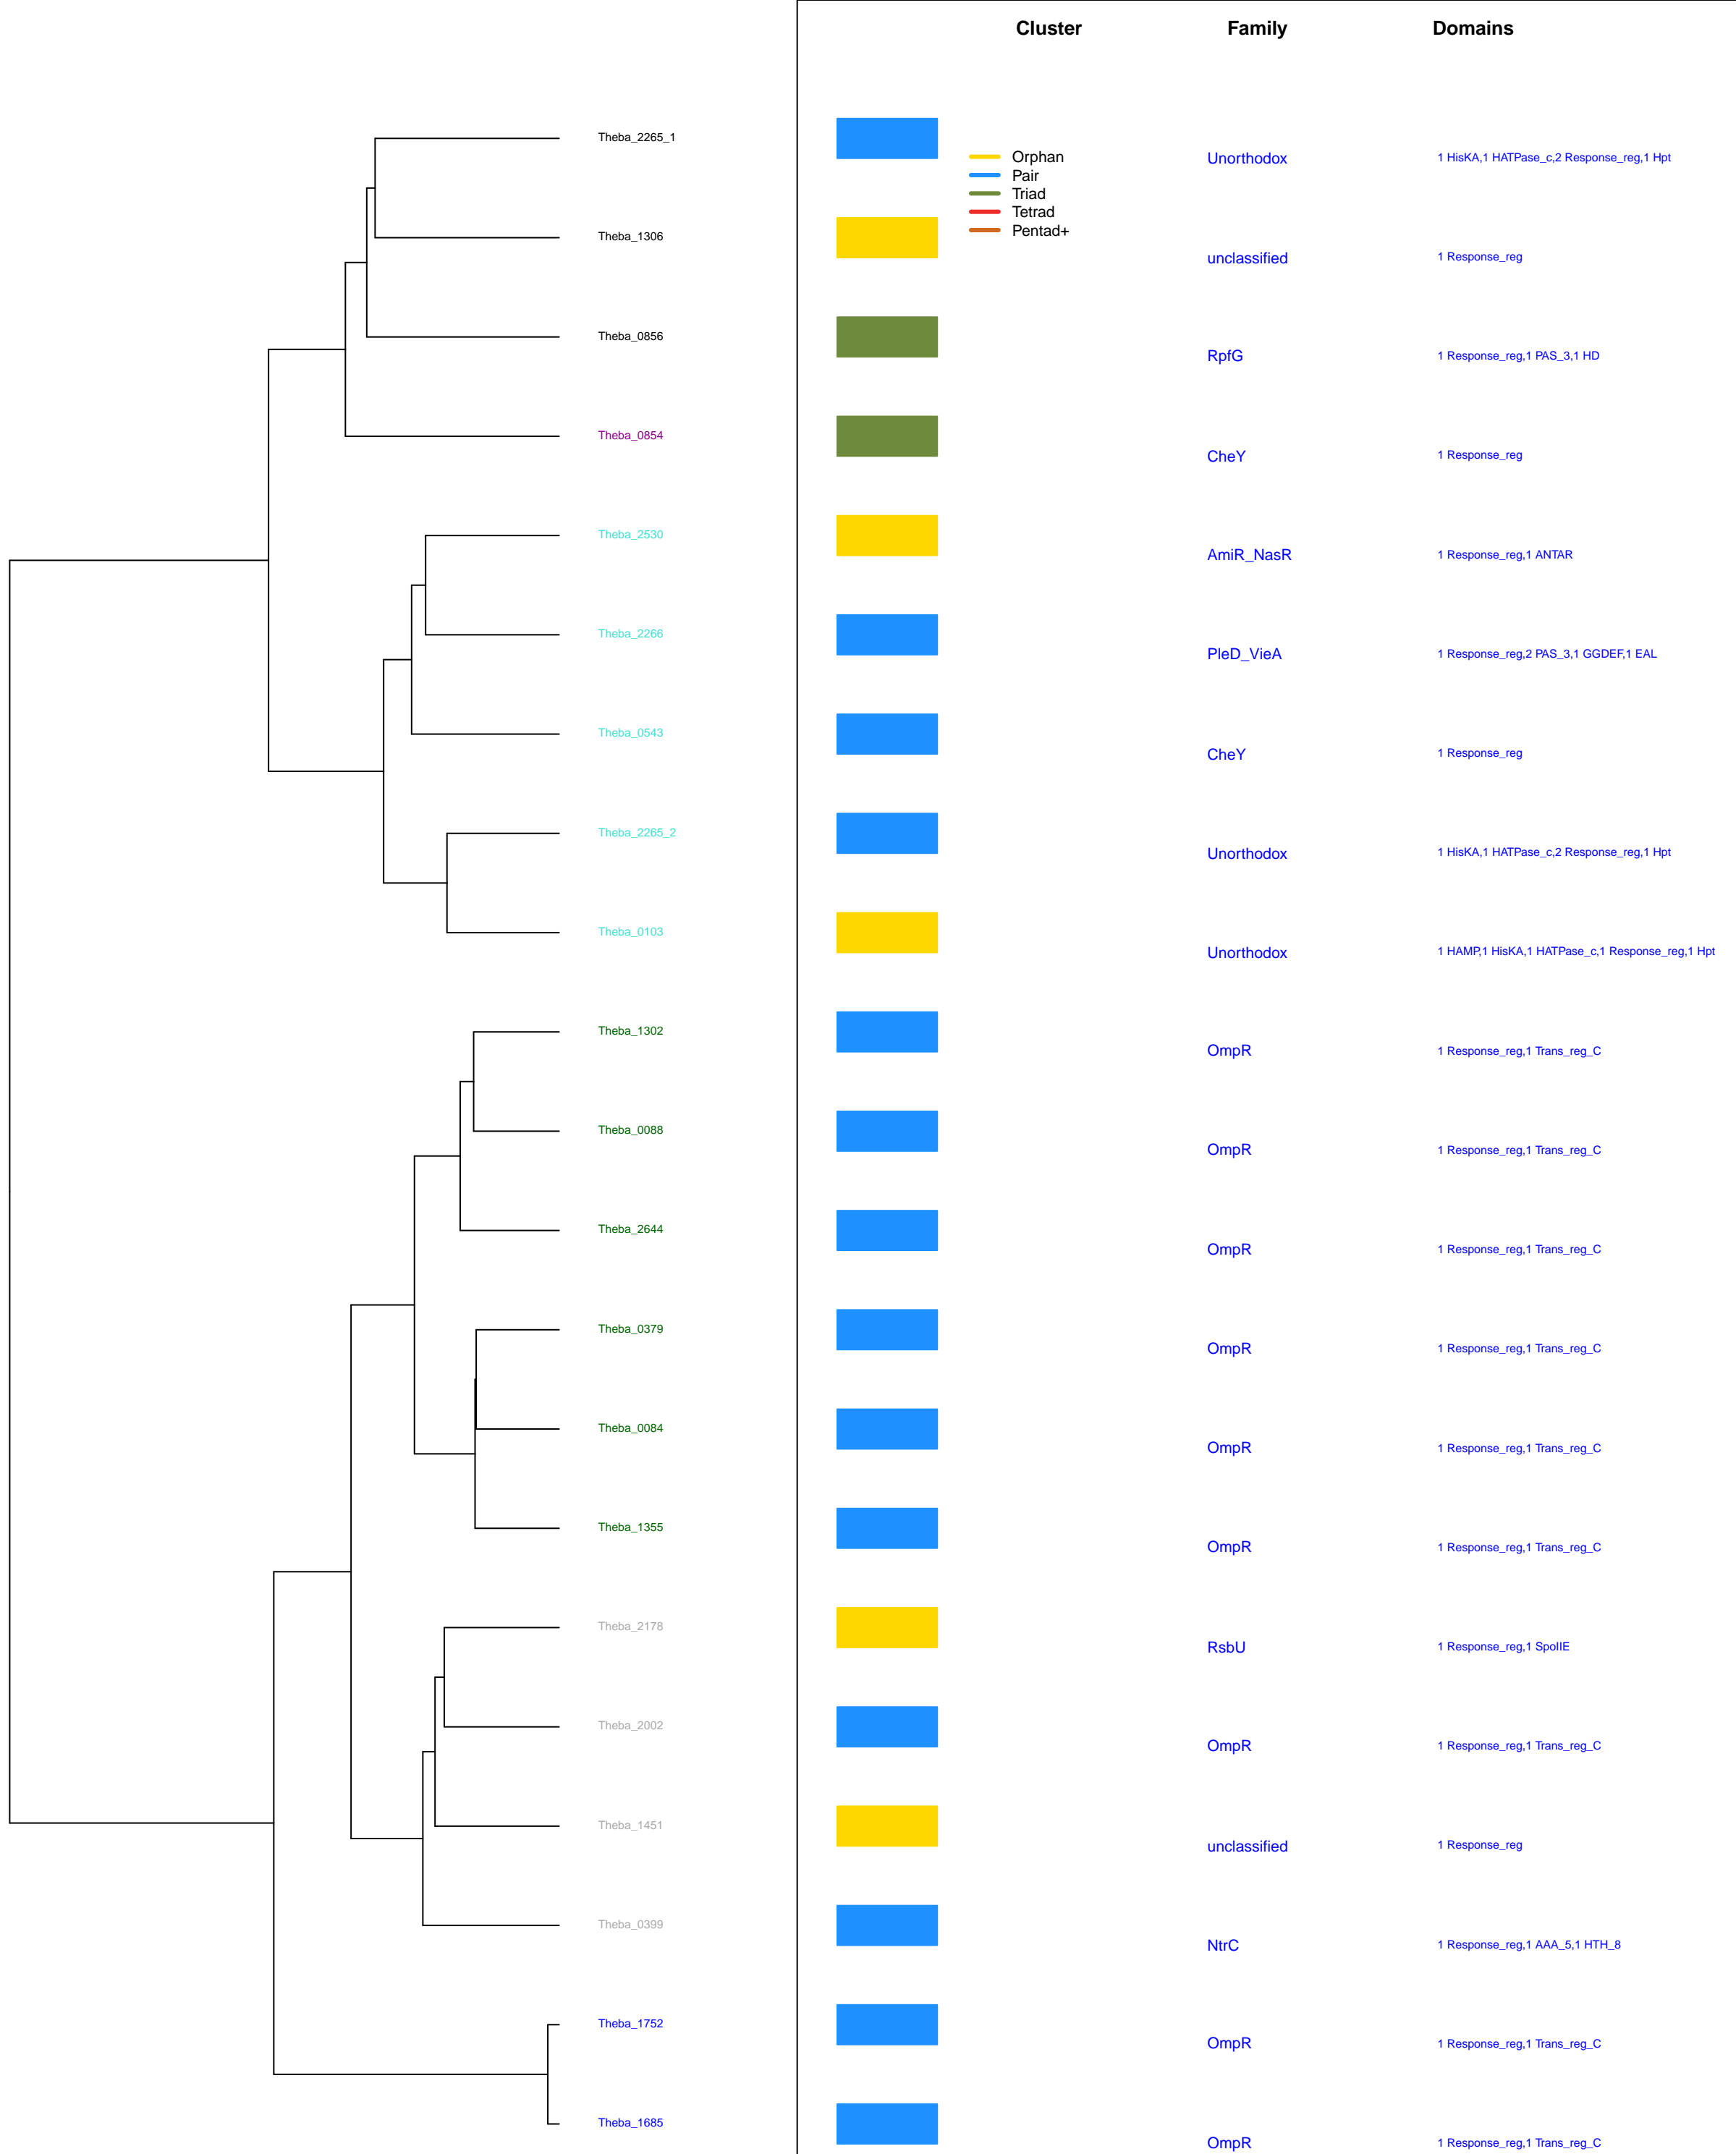 Cluster Family Domains
Theba_2265_1
Orphan
Unorthodox 1 HisKA,1 HATPase_c,2 Response_reg,1 Hpt
Pair
Triad
Tetrad
Pentad+
Theba_1306
unclassified 1 Response_reg
Theba_0856
RpfG 1 Response_reg,1 PAS_3,1 HD
Theba_0854
CheY 1 Response_reg
Theba_2530
AmiR_NasR 1 Response_reg,1 ANTAR
Theba_2266
PleD_VieA 1 Response_reg,2 PAS_3,1 GGDEF,1 EAL
Theba_0543
CheY 1 Response_reg
Theba_2265_2
Unorthodox 1 HisKA,1 HATPase_c,2 Response_reg,1 Hpt
Theba_0103
Unorthodox 1 HAMP,1 HisKA,1 HATPase_c,1 Response_reg,1 Hpt
Theba_1302
OmpR 1 Response_reg,1 Trans_reg_C
Theba_0088
OmpR 1 Response_reg,1 Trans_reg_C
Theba_2644
OmpR 1 Response_reg,1 Trans_reg_C
Theba_0379
OmpR 1 Response_reg,1 Trans_reg_C
Theba_0084
OmpR 1 Response_reg,1 Trans_reg_C
Theba_1355
OmpR 1 Response_reg,1 Trans_reg_C
Theba_2178
RsbU 1 Response_reg,1 SpoIIE
Theba_2002
OmpR 1 Response_reg,1 Trans_reg_C
Theba_1451
unclassified 1 Response_reg
Theba_0399
NtrC 1 Response_reg,1 AAA_5,1 HTH_8
Theba_1752
OmpR 1 Response_reg,1 Trans_reg_C
Theba_1685
OmpR 1 Response_reg,1 Trans_reg_C